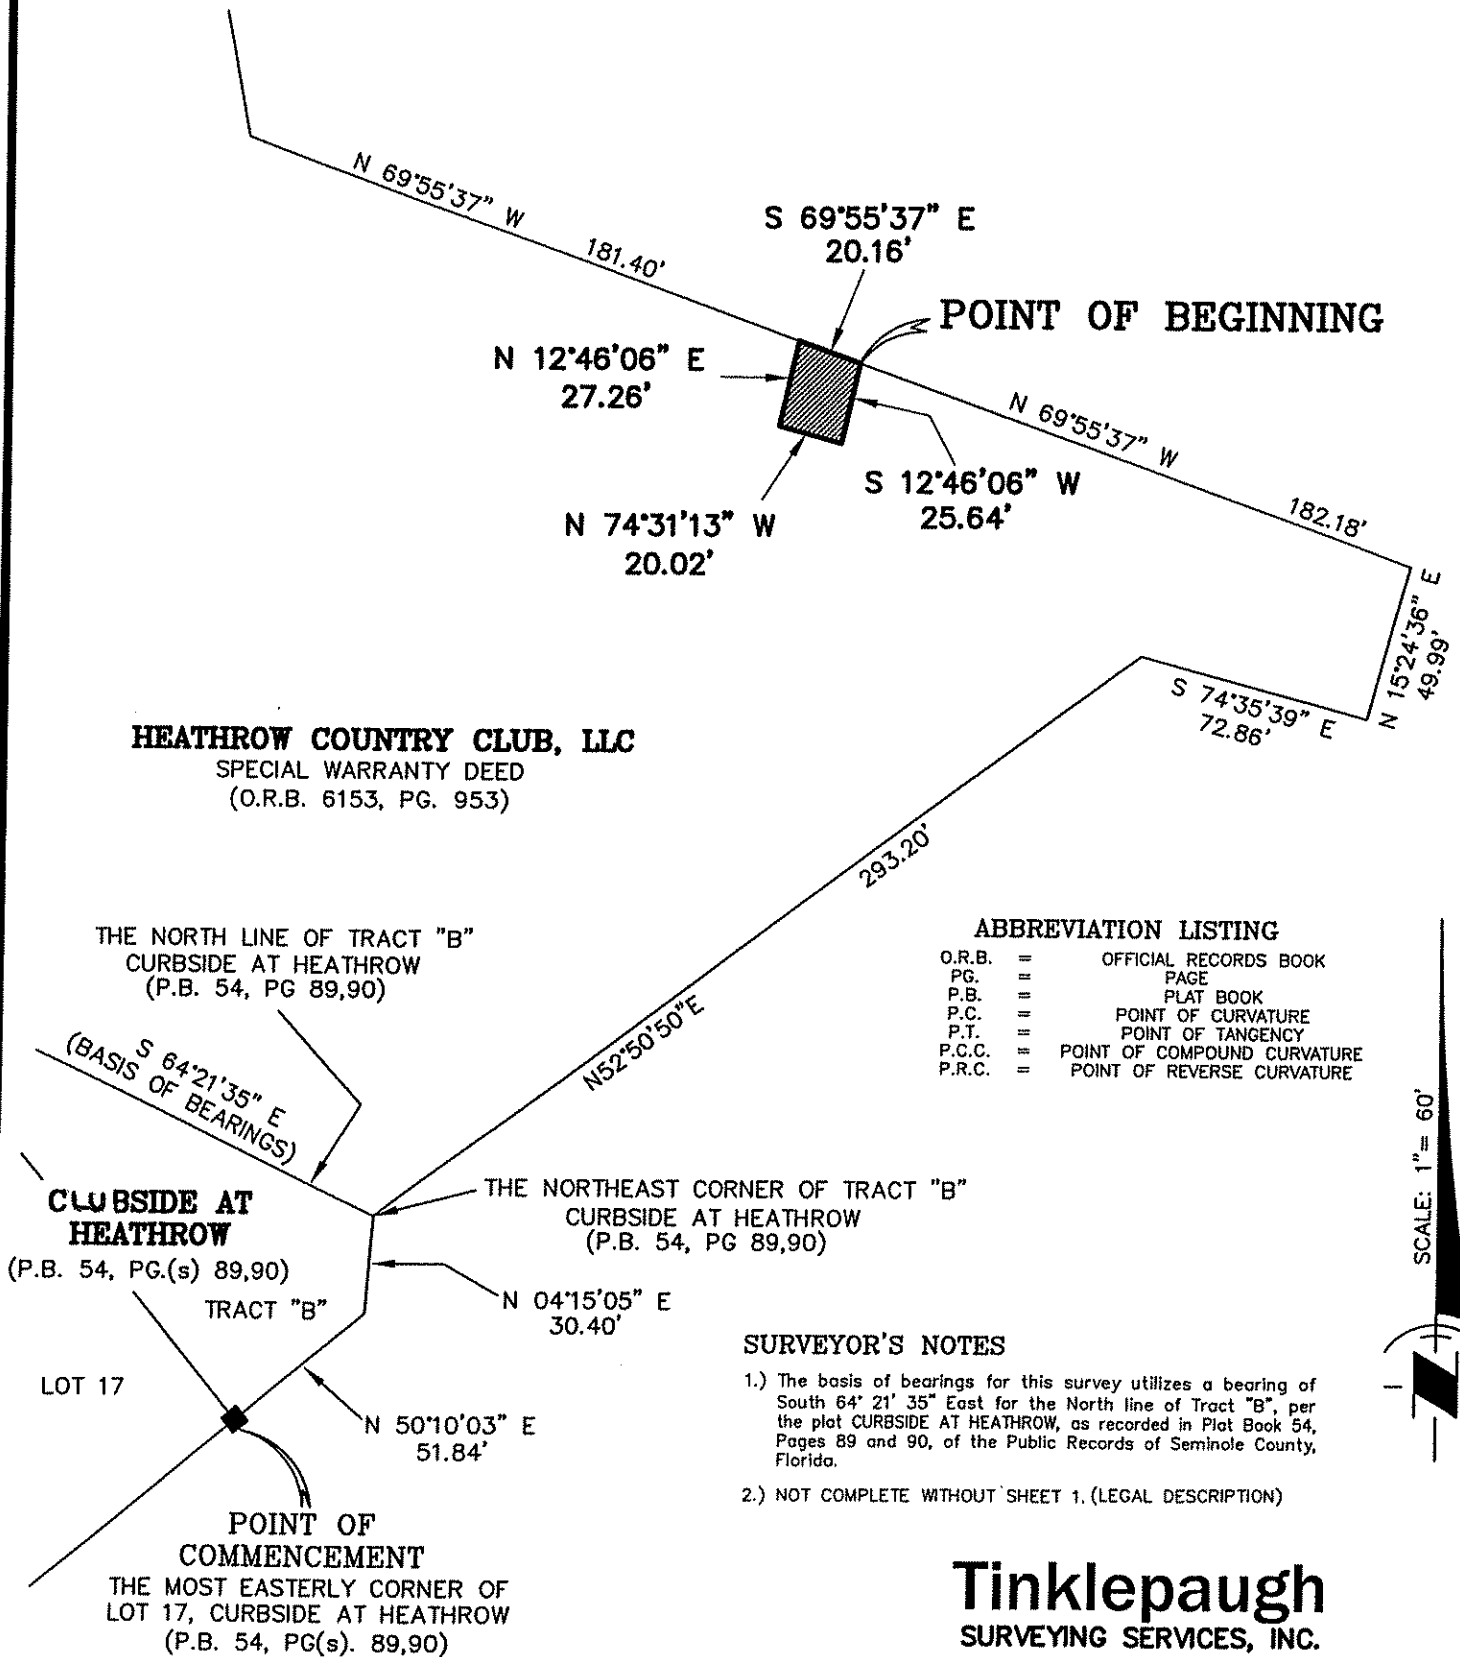 N 69°55'37" W
181.40'
S 69°55'37" E
20.16'
POINT OF BEGINNING
N 12°46'06" E
27.26'
N 69°55'37" W
182.18'
S 12°46'06" W
25.64'
N 74°31'13" W
20.02'
N 15°24'36" E
49.99'
S 74°35'39" E
72.86'
HEATHROW COUNTRY CLUB, LLC
SPECIAL WARRANTY DEED
(O.R.B. 6153, PG. 953)
293.20'
N52°50'50"E
THE NORTH LINE OF TRACT "B"
CURBSIDE AT HEATHROW
(P.B. 54, PG 89,90)
ABBREVIATION LISTING
O.R.B. = OFFICIAL RECORDS BOOK
PG. = PAGE
P.B. = PLAT BOOK
P.C. = POINT OF CURVATURE
P.T. = POINT OF TANGENCY
P.C.C. = POINT OF COMPOUND CURVATURE
P.R.C. = POINT OF REVERSE CURVATURE
S 64°21'35" E
(BASIS OF BEARINGS)
SCALE: 1"= 60'
CLUBSIDE AT
HEATHROW
(P.B. 54, PG.(s) 89,90)
TRACT "B"
THE NORTHEAST CORNER OF TRACT "B"
CURBSIDE AT HEATHROW
(P.B. 54, PG 89,90)
N 04°15'05" E
30.40'
LOT 17
N 50°10'03" E
51.84'
SURVEYOR'S NOTES
1.) The basis of bearings for this survey utilizes a bearing of
South 64° 21' 35" East for the North line of Tract "B", per
the plat CURBSIDE AT HEATHROW, as recorded in Plat Book 54,
Pages 89 and 90, of the Public Records of Seminole County,
Florida.
2.) NOT COMPLETE WITHOUT SHEET 1. (LEGAL DESCRIPTION)
POINT OF
COMMENCEMENT
THE MOST EASTERLY CORNER OF
LOT 17, CURBSIDE AT HEATHROW
(P.B. 54, PG(s). 89,90)
Tinklepaugh
SURVEYING SERVICES, INC.